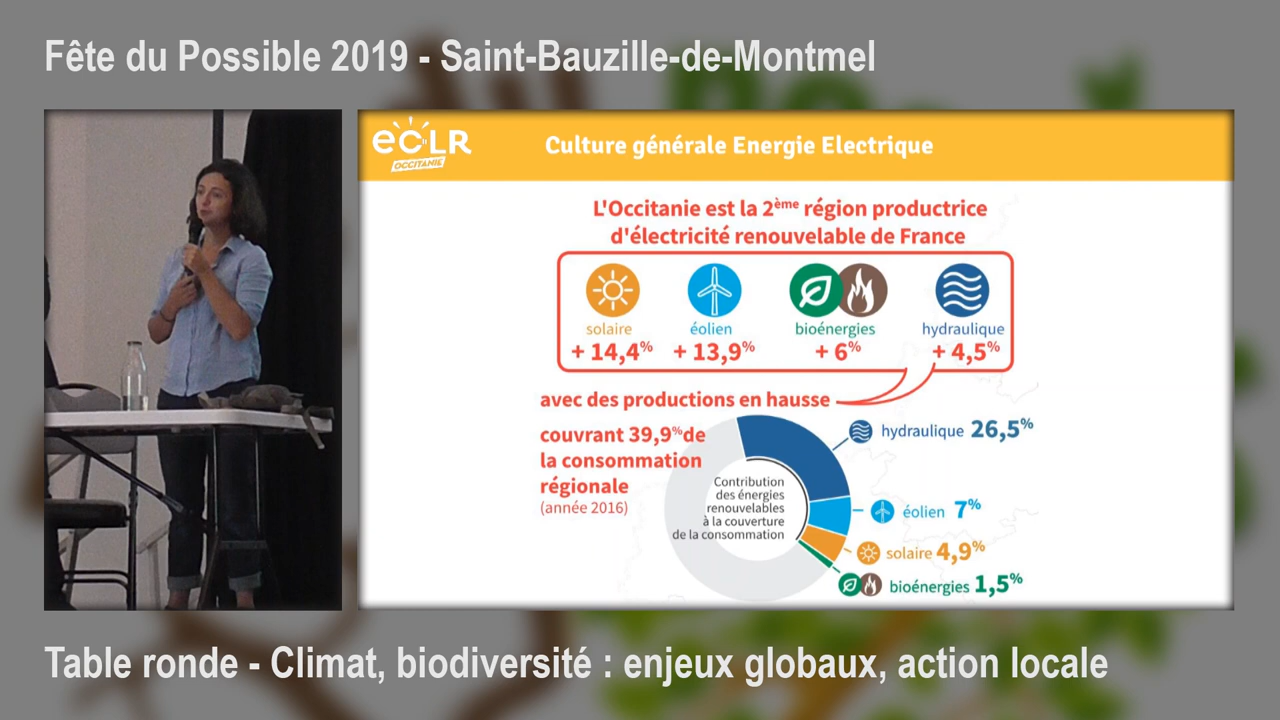 Fête du Possible 2019 - Saint-Bauzille-de-Montmel
eCLR
OCCITANIE
Culture générale Energie Electrique
L'Occitanie est la 2ème région productrice
d'électricité renouvelable de France
solaire éolien bioénergies hydraulique
+ 14,4% + 13,9% + 6% + 4,5%
avec des productions en hausse
couvrant 39,9% de
la consommation
régionale
(année 2016)
Contribution
des énergies
renouvelables
à la couverture
de la consommation
hydraulique 26,5%
éolien 7%
solaire 4,9%
bioénergies 1,5%
Table ronde - Climat, biodiversité : enjeux globaux, action locale